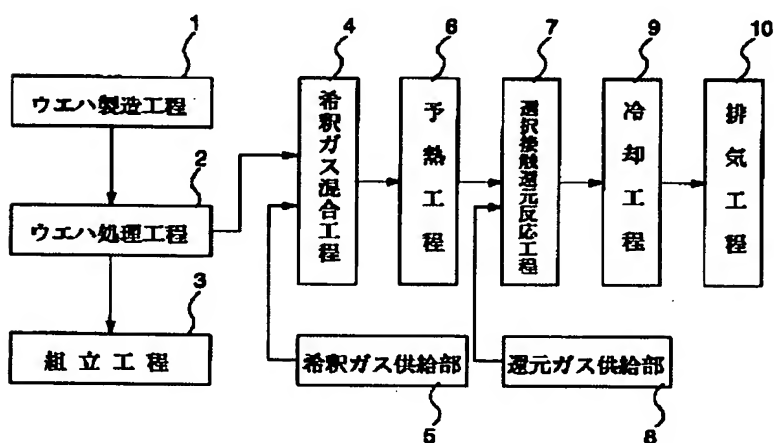 1
ウエハ製造工程
2
ウエハ処理工程
3
組立工程
4
希釈ガス混合工程
6
予熱工程
7
選択接触還元反応工程
9
冷却工程
10
排気工程
希釈ガス供給部
5
還元ガス供給部
8